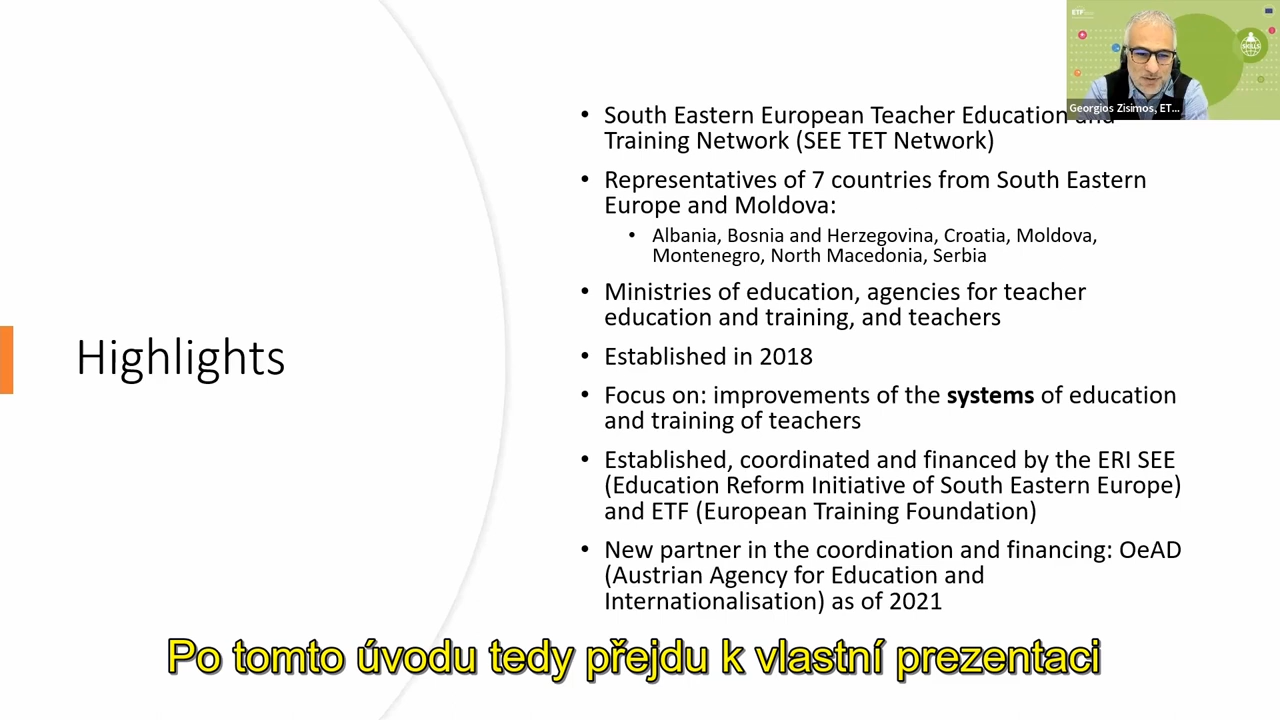 ETF
SKILLS
Georgios Zisimos, ET...
Highlights
• South Eastern European Teacher Education and
Training Network (SEE TET Network)
• Representatives of 7 countries from South Eastern
Europe and Moldova:
• Albania, Bosnia and Herzegovina, Croatia, Moldova,
Montenegro, North Macedonia, Serbia
• Ministries of education, agencies for teacher
education and training, and teachers
• Established in 2018
• Focus on: improvements of the systems of education
and training of teachers
• Established, coordinated and financed by the ERI SEE
(Education Reform Initiative of South Eastern Europe)
and ETF (European Training Foundation)
• New partner in the coordination and financing: OeAD
(Austrian Agency for Education and
Internationalisation) as of 2021
Po tomto úvodu tedy přejdu k vlastní prezentaci